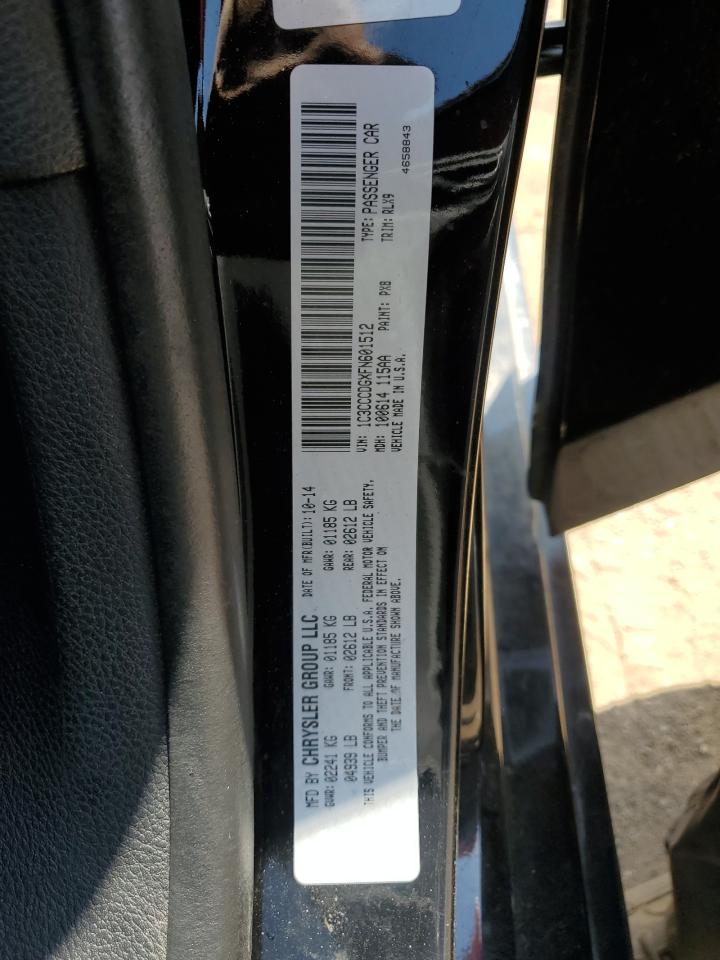 MFD BY CHRYSLER GROUP LLC DATE OF MFR(BUILT): 10-14
GVWR: 02241 KG GAWR: 01185 KG GAWR: 01185 KG
04939 LB FRONT: 02612 LB REAR: 02612 LB
THIS VEHICLE CONFORMS TO ALL APPLICABLE U.S.A. FEDERAL MOTOR VEHICLE SAFETY,
BUMPER AND THEFT PREVENTION STANDARDS IN EFFECT ON
THE DATE OF MANUFACTURE SHOWN ABOVE.
VIN: 1C3CCCDGXFN601512 TYPE: PASSENGER CAR
MDH: 100614 115AA PAINT: PX8 TRIM: RLX9
VEHICLE MADE IN U.S.A.
4658843